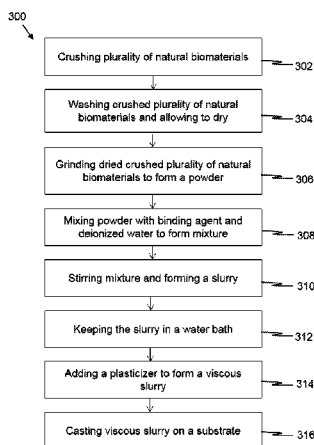 300
Crushing plurality of natural biomaterials
302
Washing crushed plurality of natural
biomaterials and allowing to dry
304
Grinding dried crushed plurality of natural
biomaterials to form a powder
306
Mixing powder with binding agent and
deionized water to form mixture
308
Stirring mixture and forming a slurry
310
Keeping the slurry in a water bath
312
Adding a plasticizer to form a viscous
slurry
314
Casting viscous slurry on a substrate
316